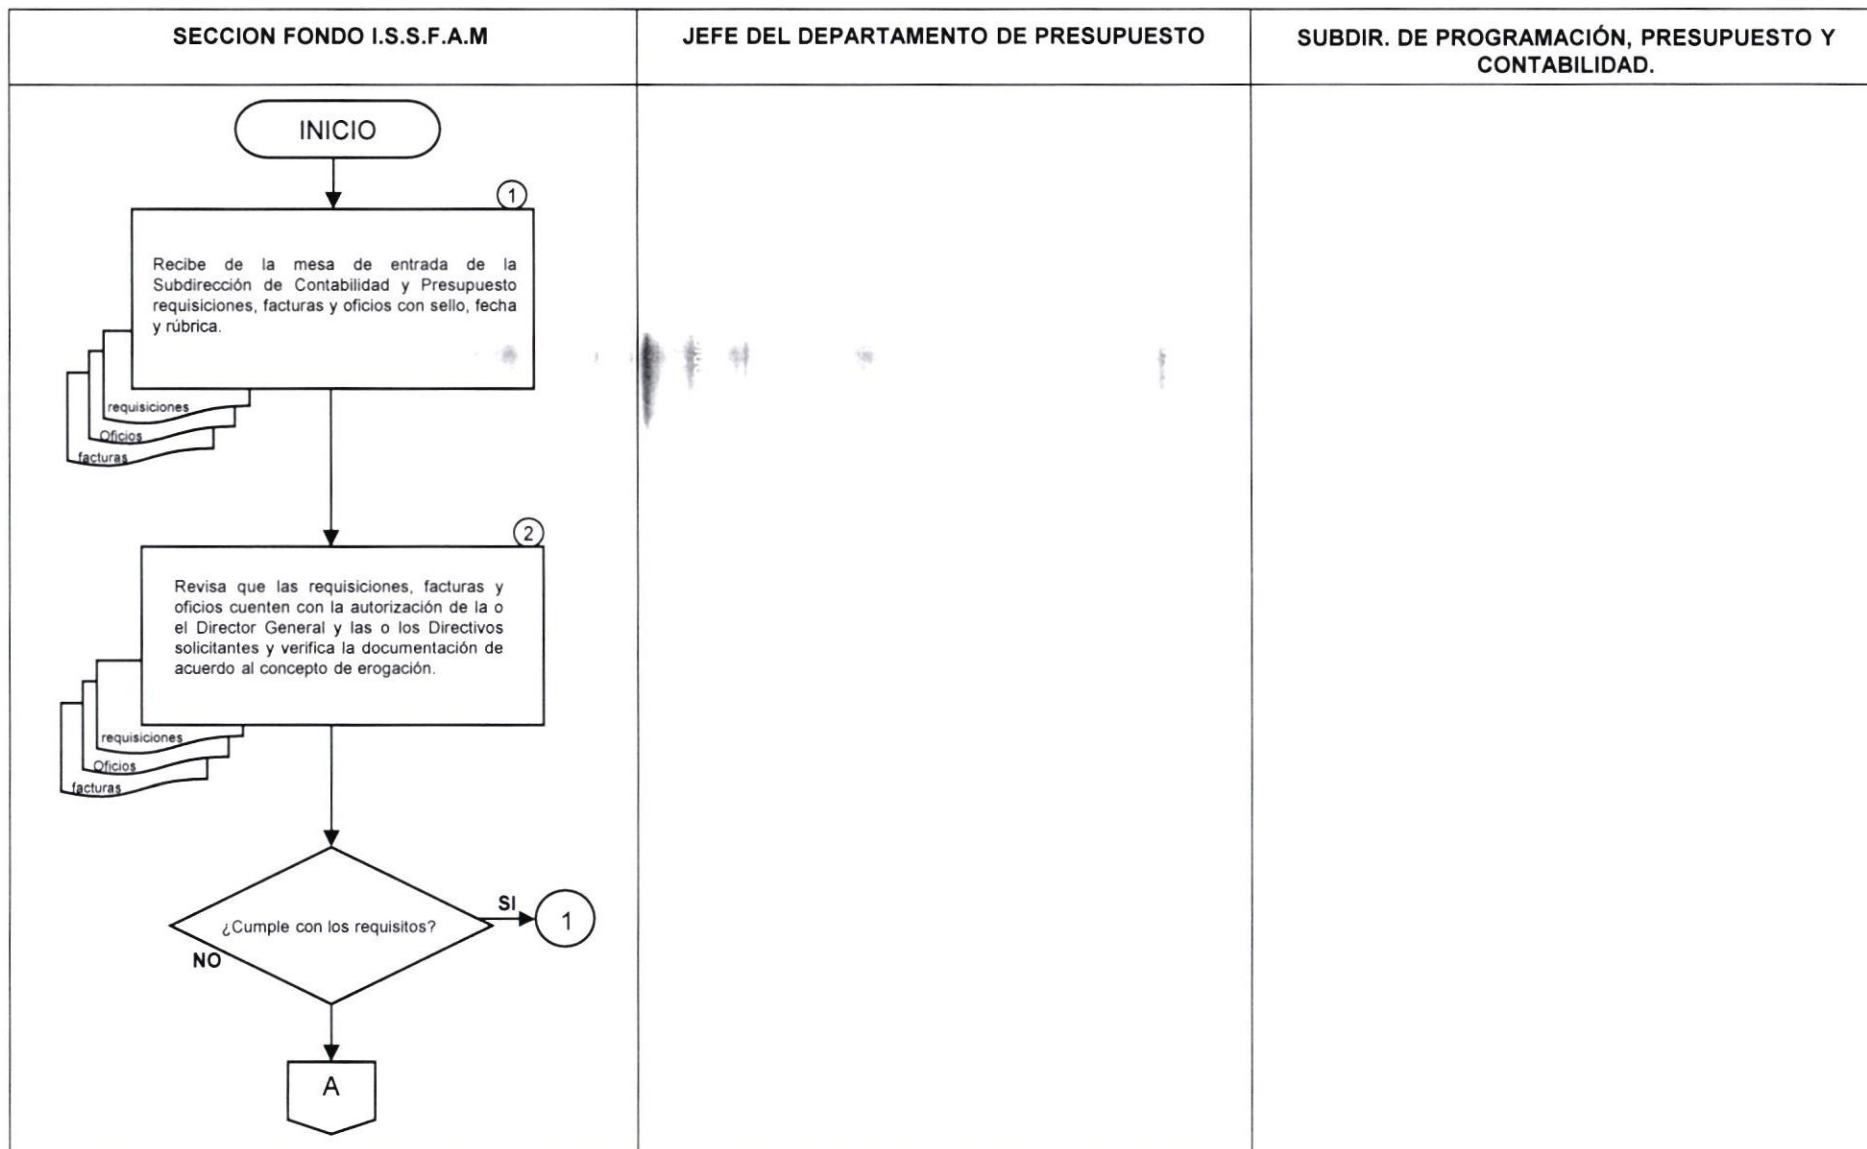 SECCION FONDO I.S.S.F.A.M
JEFE DEL DEPARTAMENTO DE PRESUPUESTO
SUBDIR. DE PROGRAMACIÓN, PRESUPUESTO Y
CONTABILIDAD.
INICIO
1
Recibe de la mesa de entrada de la
Subdirección de Contabilidad y Presupuesto
requisiciones, facturas y oficios con sello, fecha
y rúbrica.
requisiciones
Oficios
facturas
2
Revisa que las requisiciones, facturas y
oficios cuenten con la autorización de la o
el Director General y las o los Directivos
solicitantes y verifica la documentación de
acuerdo al concepto de erogación.
requisiciones
Oficios
facturas
¿Cumple con los requisitos?
SI
1
NO
A